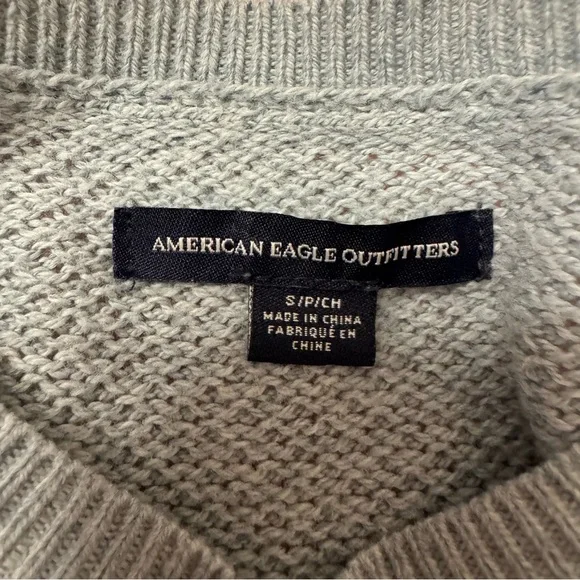 AMERICAN EAGLE OUTFITTERS
S/P/CH
MADE IN CHINA
FABRIQUÉ EN
CHINE